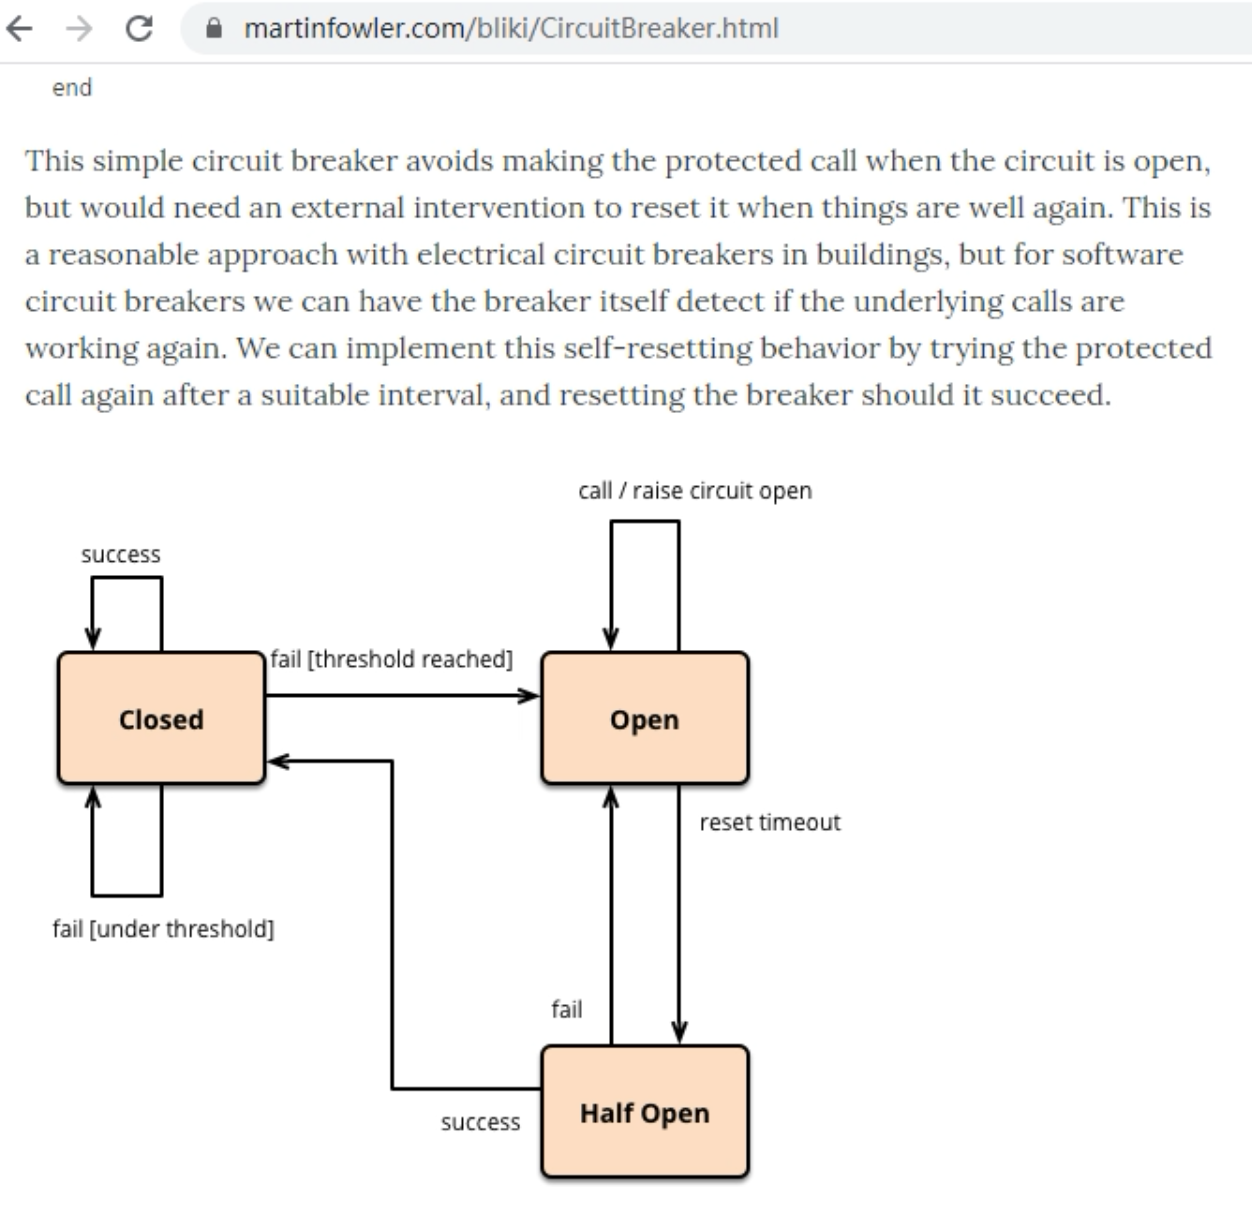 martinfowler.com/bliki/CircuitBreaker.html
end
This simple circuit breaker avoids making the protected call when the circuit is open,
but would need an external intervention to reset it when things are well again. This is
a reasonable approach with electrical circuit breakers in buildings, but for software
circuit breakers we can have the breaker itself detect if the underlying calls are
working again. We can implement this self-resetting behavior by trying the protected
call again after a suitable interval, and resetting the breaker should it succeed.
call / raise circuit open
success
fail [threshold reached]
Closed
Open
reset timeout
fail [under threshold]
fail
Half Open
success